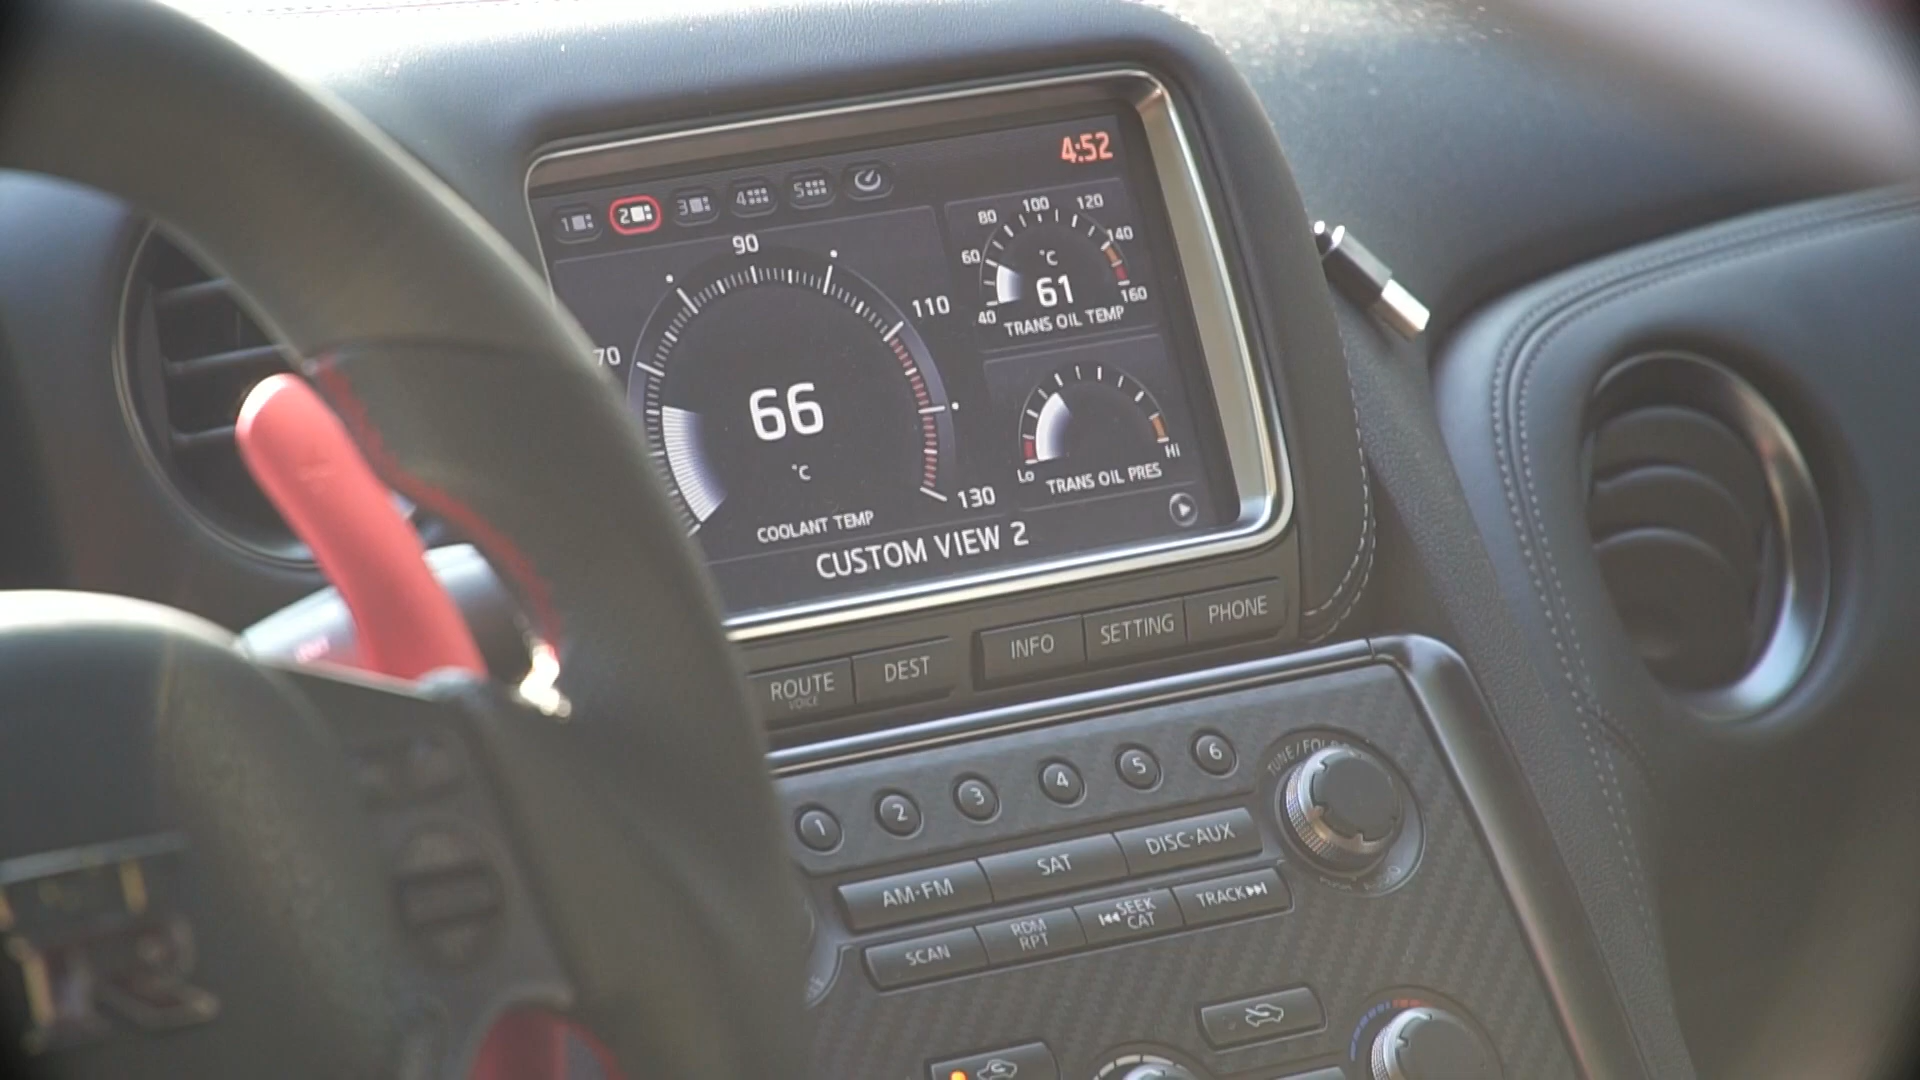 4:52
1 2 3 4 5
90
110
70
130
66
°C
COOLANT TEMP
40 60 80 100 120 140 160
°C
61
TRANS OIL TEMP
Lo Hi
TRANS OIL PRES
CUSTOM VIEW 2
ROUTE DEST INFO SETTING PHONE
VOICE
1 2 3 4 5 6
AM·FM SAT DISC·AUX
SCAN RDM SEEK TRACK
RPT CAT